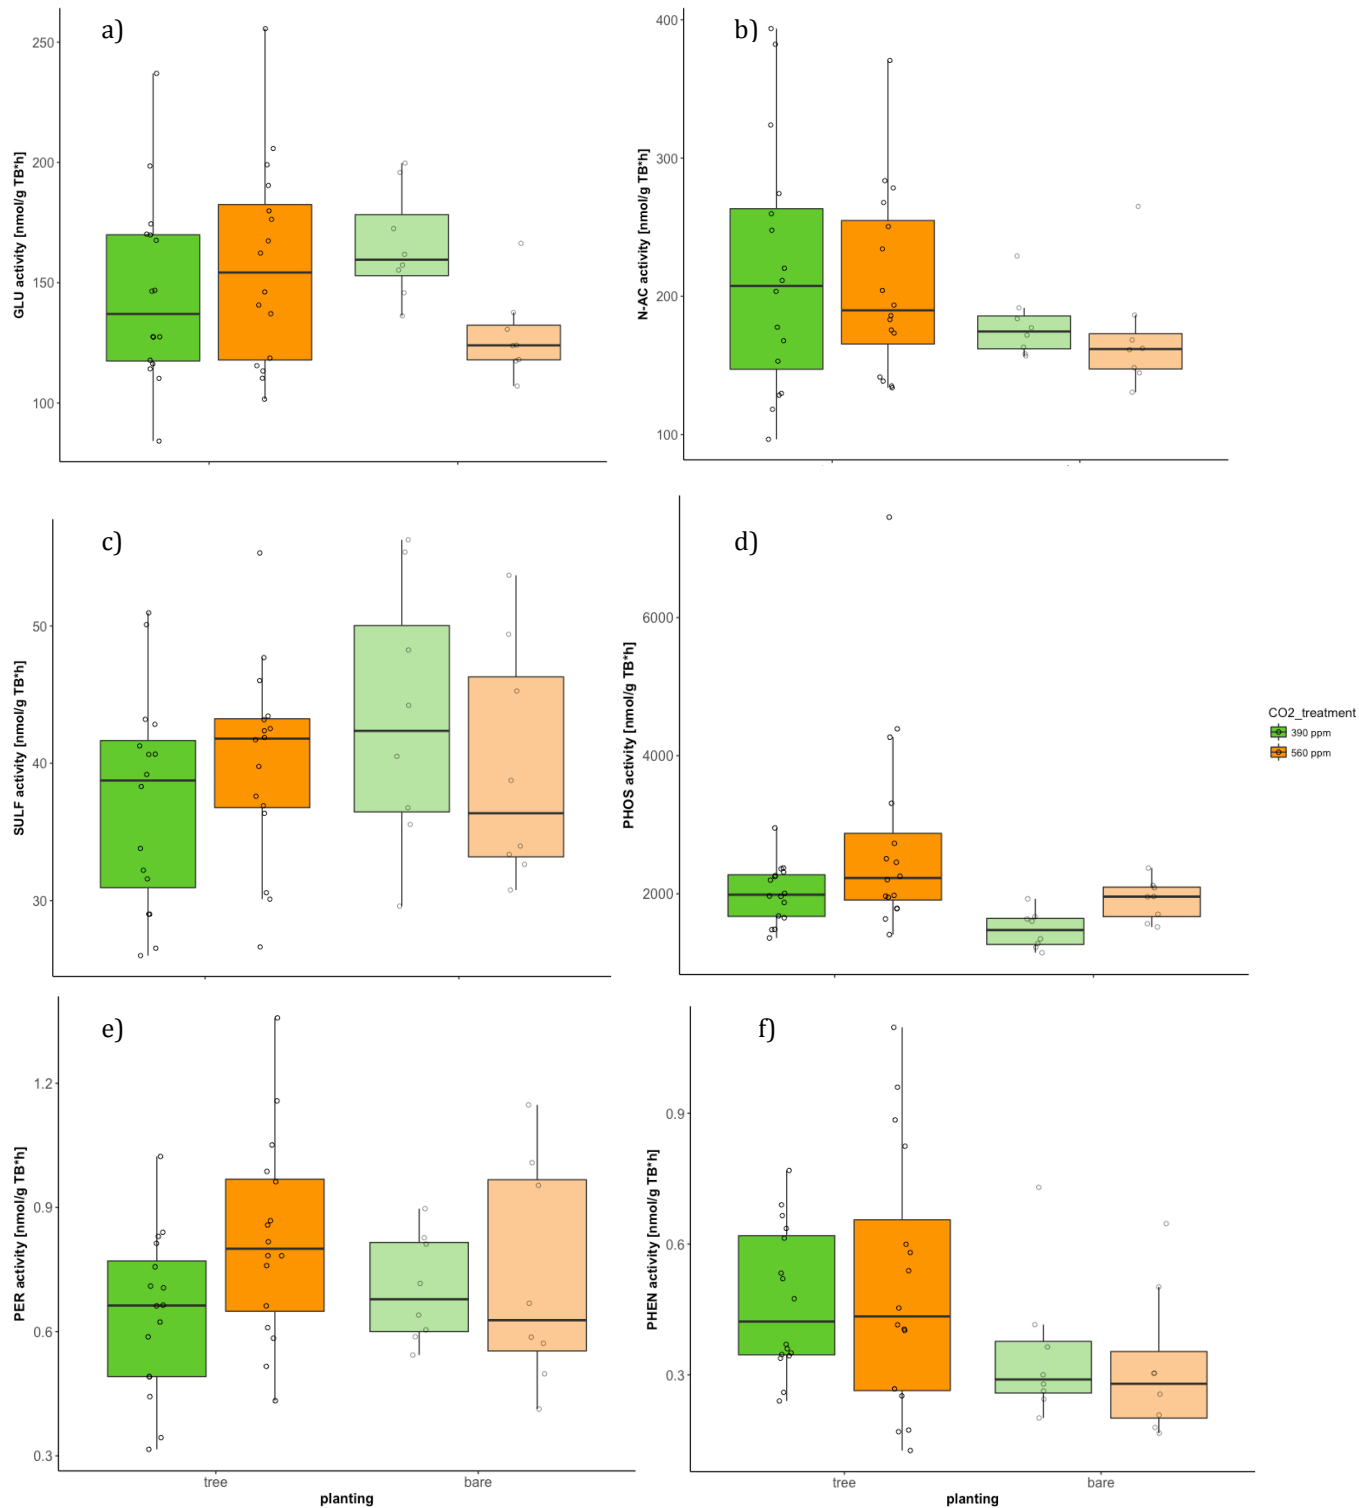 a)
250
200
150
100
GLU activity [nmol/g TB*h]
b)
400
300
200
100
N-AC activity [nmol/g TB*h]
c)
50
40
30
SULF activity [nmol/g TB*h]
d)
6000
4000
2000
PHOS activity [nmol/g TB*h]
CO2_treatment
390 ppm
560 ppm
e)
1.2
0.9
0.6
0.3
PER activity [nmol/g TB*h]
tree
bare
planting
f)
0.9
0.6
0.3
PHEN activity [nmol/g TB*h]
tree
bare
planting